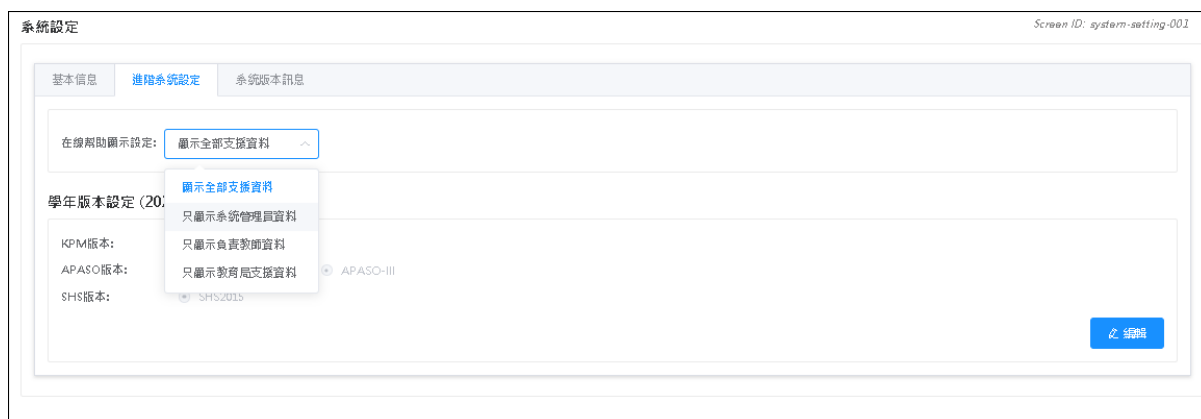 系統設定
Screen ID: system-setting-001
基本信息 進階系統設定 系統版本訊息
在線幫助顯示設定: 顯示全部支援資料
顯示全部支援資料
學年版本設定 (20
只顯示系統管理員資料
KPM版本:
只顯示負責教師資料
APASO版本:
只顯示教育局支援資料
APASO-III
SHS版本:
SHS2015
編輯